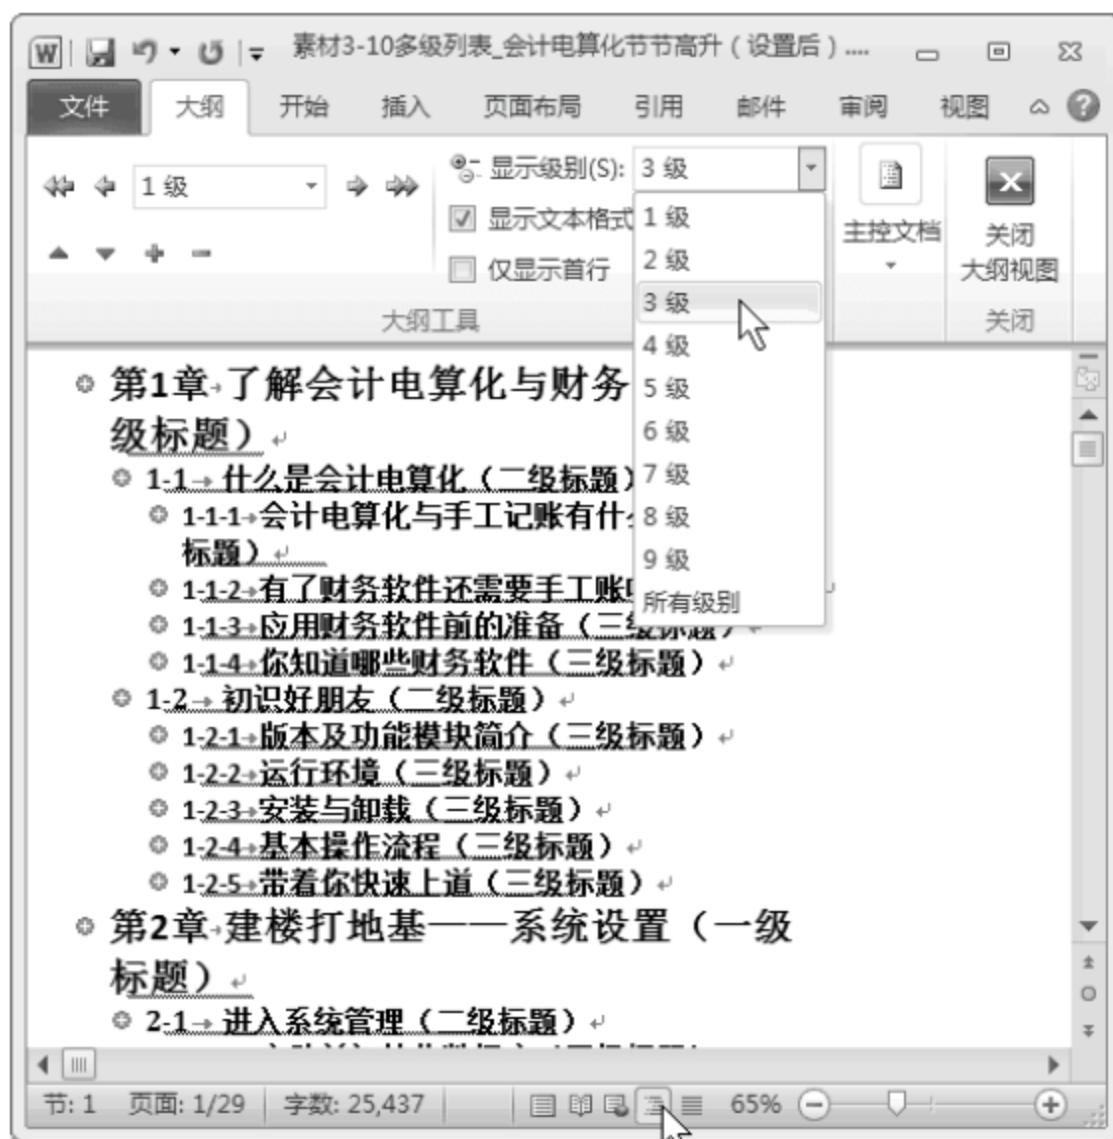 素材3-10多级列表_会计电算化节节高升（设置后）....
文件 大纲 开始 插入 页面布局 引用 邮件 审阅 视图
1 级
显示级别(S): 3 级
显示文本格式
仅显示首行
大纲工具
1 级
2 级
3 级
4 级
5 级
6 级
7 级
8 级
9 级
所有级别
主控文档
关闭
大纲视图
关闭
第1章 了解会计电算化与财务
级标题）
1-1 什么是会计电算化（二级标题）
1-1-1 会计电算化与手工记账有什
标题）
1-1-2 有了财务软件还需要手工账
1-1-3 应用财务软件前的准备（三级标题）
1-1-4 你知道哪些财务软件（三级标题）
1-2 初识好朋友（二级标题）
1-2-1 版本及功能模块简介（三级标题）
1-2-2 运行环境（三级标题）
1-2-3 安装与卸载（三级标题）
1-2-4 基本操作流程（三级标题）
1-2-5 带着你快速上道（三级标题）
第2章 建楼打地基——系统设置（一级
标题）
2-1 进入系统管理（二级标题）
节: 1 页面: 1/29 字数: 25,437 65%